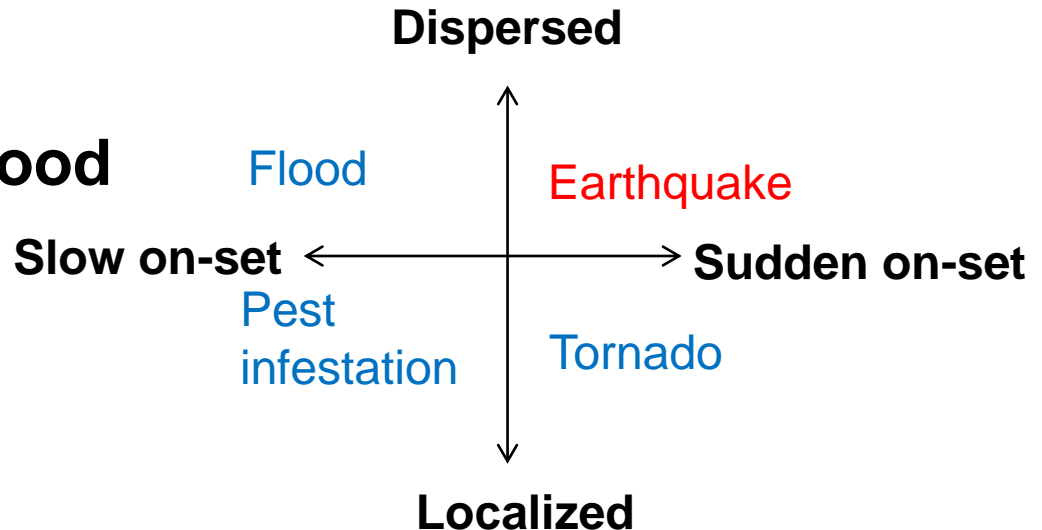 Dispersed
ood
Flood
Earthquake
Slow on-set
Sudden on-set
Pest
infestation
Tornado
Localized